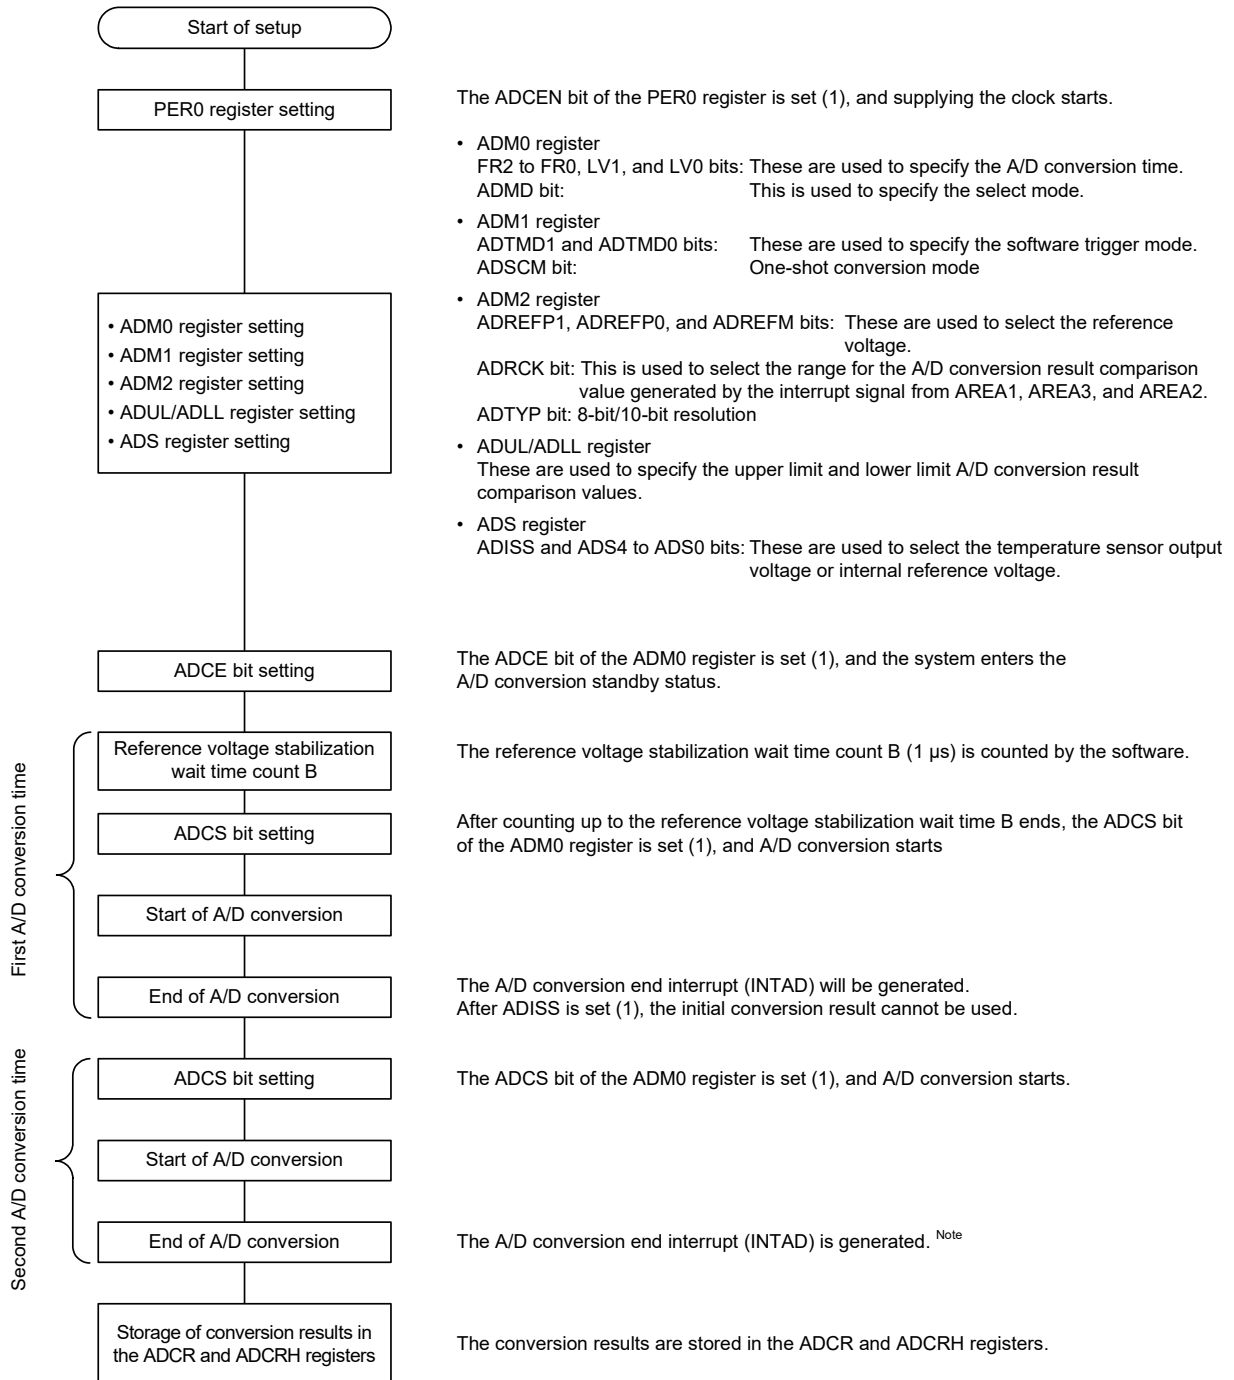 Start of setup
PER0 register setting
The ADCEN bit of the PER0 register is set (1), and supplying the clock starts.
• ADM0 register setting
• ADM1 register setting
• ADM2 register setting
• ADUL/ADLL register setting
• ADS register setting
• ADM0 register
FR2 to FR0, LV1, and LV0 bits: These are used to specify the A/D conversion time.
ADMD bit: This is used to specify the select mode.
• ADM1 register
ADTMD1 and ADTMD0 bits: These are used to specify the software trigger mode.
ADSCM bit: One-shot conversion mode
• ADM2 register
ADREFP1, ADREFP0, and ADREFM bits: These are used to select the reference
voltage.
ADRCK bit: This is used to select the range for the A/D conversion result comparison
value generated by the interrupt signal from AREA1, AREA3, and AREA2.
ADTYP bit: 8-bit/10-bit resolution
• ADUL/ADLL register
These are used to specify the upper limit and lower limit A/D conversion result
comparison values.
• ADS register
ADISS and ADS4 to ADS0 bits: These are used to select the temperature sensor output
voltage or internal reference voltage.
ADCE bit setting
The ADCE bit of the ADM0 register is set (1), and the system enters the
A/D conversion standby status.
First A/D conversion time
Reference voltage stabilization
wait time count B
The reference voltage stabilization wait time count B (1 µs) is counted by the software.
ADCS bit setting
After counting up to the reference voltage stabilization wait time B ends, the ADCS bit
of the ADM0 register is set (1), and A/D conversion starts
Start of A/D conversion
End of A/D conversion
The A/D conversion end interrupt (INTAD) will be generated.
After ADISS is set (1), the initial conversion result cannot be used.
Second A/D conversion time
ADCS bit setting
The ADCS bit of the ADM0 register is set (1), and A/D conversion starts.
Start of A/D conversion
End of A/D conversion
The A/D conversion end interrupt (INTAD) is generated. Note
Storage of conversion results in
the ADCR and ADCRH registers
The conversion results are stored in the ADCR and ADCRH registers.